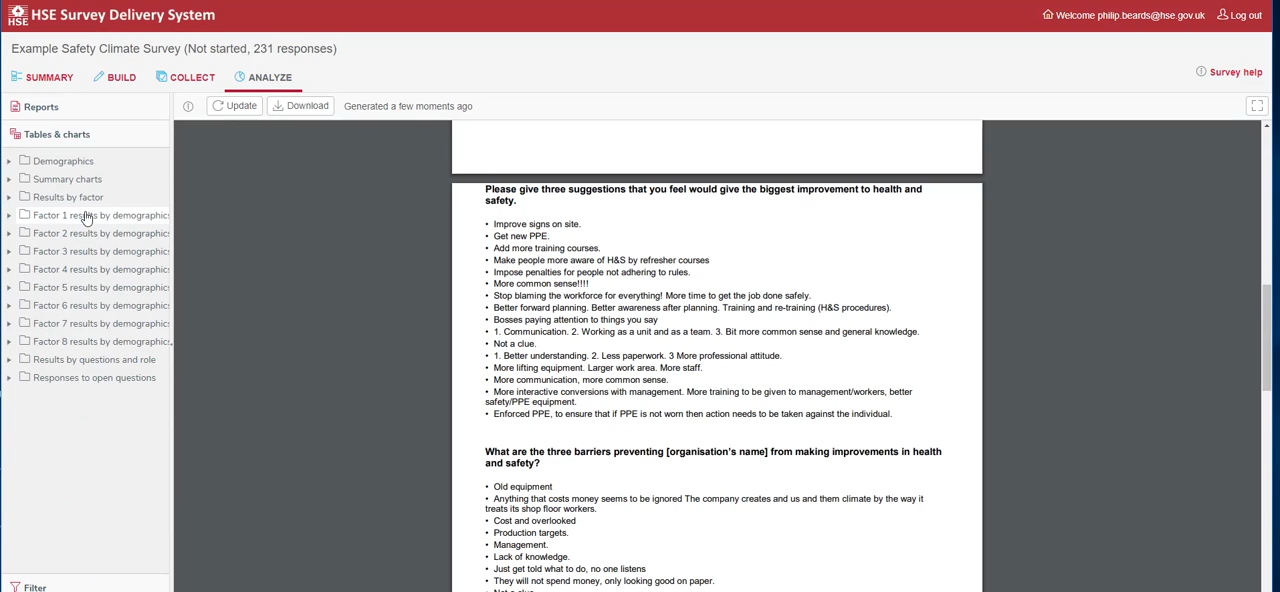 HSE HSE Survey Delivery System
Welcome philip.beards@hse.gov.uk Log out
Example Safety Climate Survey (Not started, 231 responses)
SUMMARY BUILD COLLECT ANALYZE
Survey help
Reports
Update Download Generated a few moments ago
Tables & charts
Demographics
Summary charts
Results by factor
Factor 1 results by demographics
Factor 2 results by demographics
Factor 3 results by demographics
Factor 4 results by demographics
Factor 5 results by demographics
Factor 6 results by demographics
Factor 7 results by demographics
Factor 8 results by demographics
Results by questions and role
Responses to open questions
Filter
Please give three suggestions that you feel would give the biggest improvement to health and
safety.
• Improve signs on site.
• Get new PPE.
• Add more training courses.
• Make people more aware of H&S by refresher courses
• Impose penalties for people not adhering to rules.
• More common sense!!!!
• Stop blaming the workforce for everything! More time to get the job done safely.
• Better forward planning. Better awareness after planning. Training and re-training (H&S procedures).
• Bosses paying attention to things you say
• 1. Communication. 2. Working as a unit and as a team. 3. Bit more common sense and general knowledge.
• Not a clue.
• 1. Better understanding. 2. Less paperwork. 3 More professional attitude.
• More lifting equipment. Larger work area. More staff.
• More communication, more common sense.
• More interactive conversions with management. More training to be given to management/workers, better
safety/PPE equipment.
• Enforced PPE, to ensure that if PPE is not worn then action needs to be taken against the individual.
What are the three barriers preventing [organisation's name] from making improvements in health
and safety?
• Old equipment
• Anything that costs money seems to be ignored The company creates and us and them climate by the way it
treats its shop floor workers.
• Cost and overlooked
• Production targets.
• Management.
• Lack of knowledge.
• Just get told what to do, no one listens
• They will not spend money, only looking good on paper.